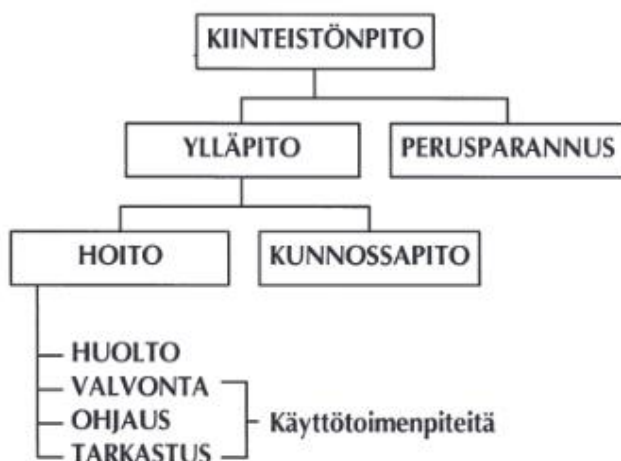 KIINTEISTÖNPITO
YLLÄPITO
PERUSPARANNUS
HOITO
KUNNOSSAPITO
HUOLTO
VALVONTA
OHJAUS
TARKASTUS
Käyttötoimenpiteitä